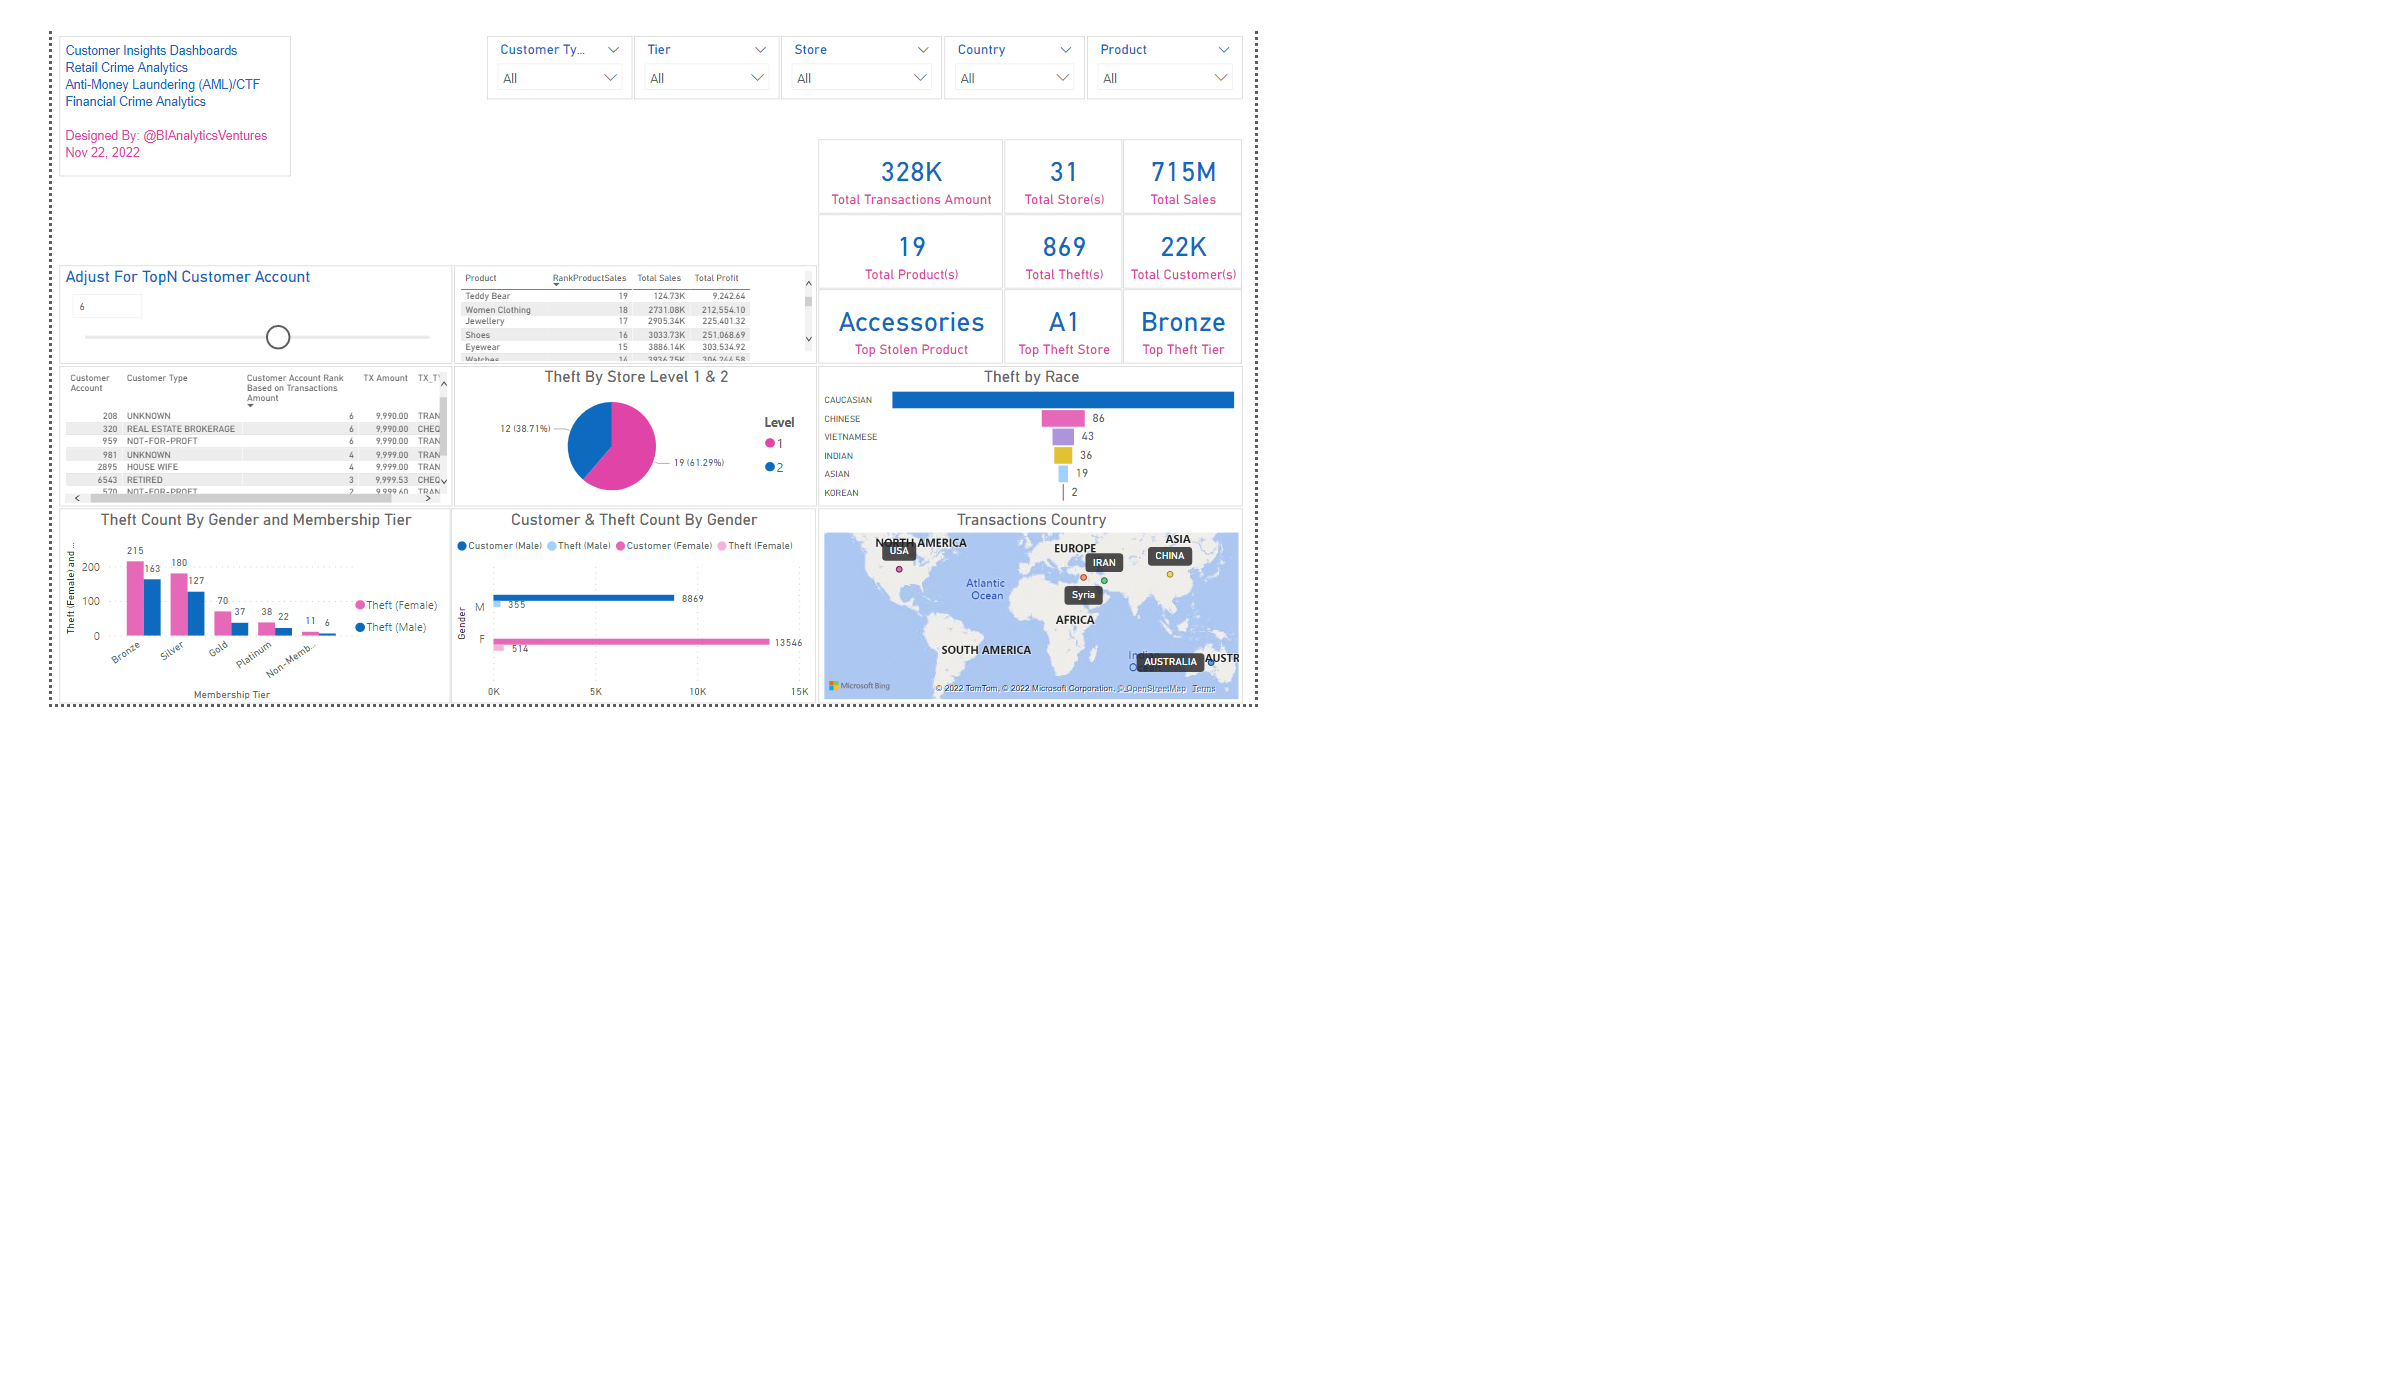 Customer Insights Dashboards
Retail Crime Analytics
Anti-Money Laundering (AML)/CTF
Financial Crime Analytics
Designed By: @BIAnalyticsVentures
Nov 22, 2022
Customer Ty... Tier Store Country Product
All All All All All
328K 31 715M
Total Transactions Amount Total Store(s) Total Sales
19 869 22K
Total Product(s) Total Theft(s) Total Customer(s)
Accessories A1 Bronze
Top Stolen Product Top Theft Store Top Theft Tier
Adjust For TopN Customer Account
6
Product RankProductSales Total Sales Total Profit
Teddy Bear 19 124.73K 9,242.64
Women Clothing 18 2731.08K 212,554.10
Jewellery 17 2905.34K 225,401.32
Shoes 16 3033.73K 251,068.69
Eyewear 15 3886.14K 303,534.92
Watches 14 3936.75K 306,244.58
Customer Account Customer Type Customer Account Rank Based on Transactions Amount TX Amount TX_T
208 UNKNOWN 6 9,990.00 TRAN
320 REAL ESTATE BROKERAGE 6 9,990.00 CHEQ
959 NOT-FOR-PROFT 6 9,990.00 TRAN
981 UNKNOWN 4 9,999.00 TRAN
2895 HOUSE WIFE 4 9,999.00 TRAN
6543 RETIRED 3 9,999.53 CHEQ
570 NOT-FOR-PROFT 2 9,999.60 TRAN
Theft By Store Level 1 & 2
12 (38.71%)
19 (61.29%)
Level
1
2
Theft by Race
CAUCASIAN
CHINESE 86
VIETNAMESE 43
INDIAN 36
ASIAN 19
KOREAN 2
Theft Count By Gender and Membership Tier
Theft (Female) and ...
200
100
0
215 163 180 127 70 37 38 22 11 6
Bronze Silver Gold Platinum Non-Memb...
Membership Tier
Theft (Female)
Theft (Male)
Customer & Theft Count By Gender
Customer (Male) Theft (Male) Customer (Female) Theft (Female)
Gender
M 8869
355
F 13546
514
0K 5K 10K 15K
Transactions Country
NORTH AMERICA
USA
EUROPE
ASIA
IRAN
CHINA
Atlantic
Ocean
Syria
AFRICA
SOUTH AMERICA
AUSTRALIA
AUSTR
Microsoft Bing
© 2022 TomTom, © 2022 Microsoft Corporation, © OpenStreetMap Terms